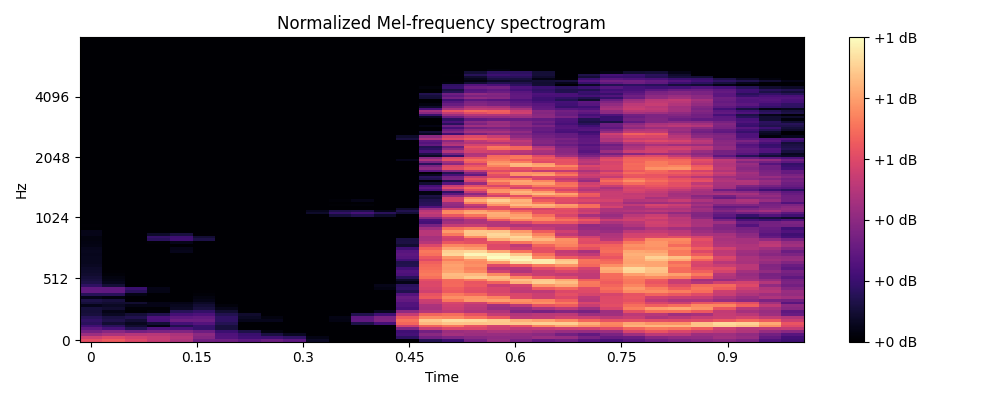 Normalized Mel-frequency spectrogram
Hz
4096
2048
1024
512
0
0
0.15
0.3
0.45
0.6
0.75
0.9
Time
+1 dB
+1 dB
+1 dB
+0 dB
+0 dB
+0 dB